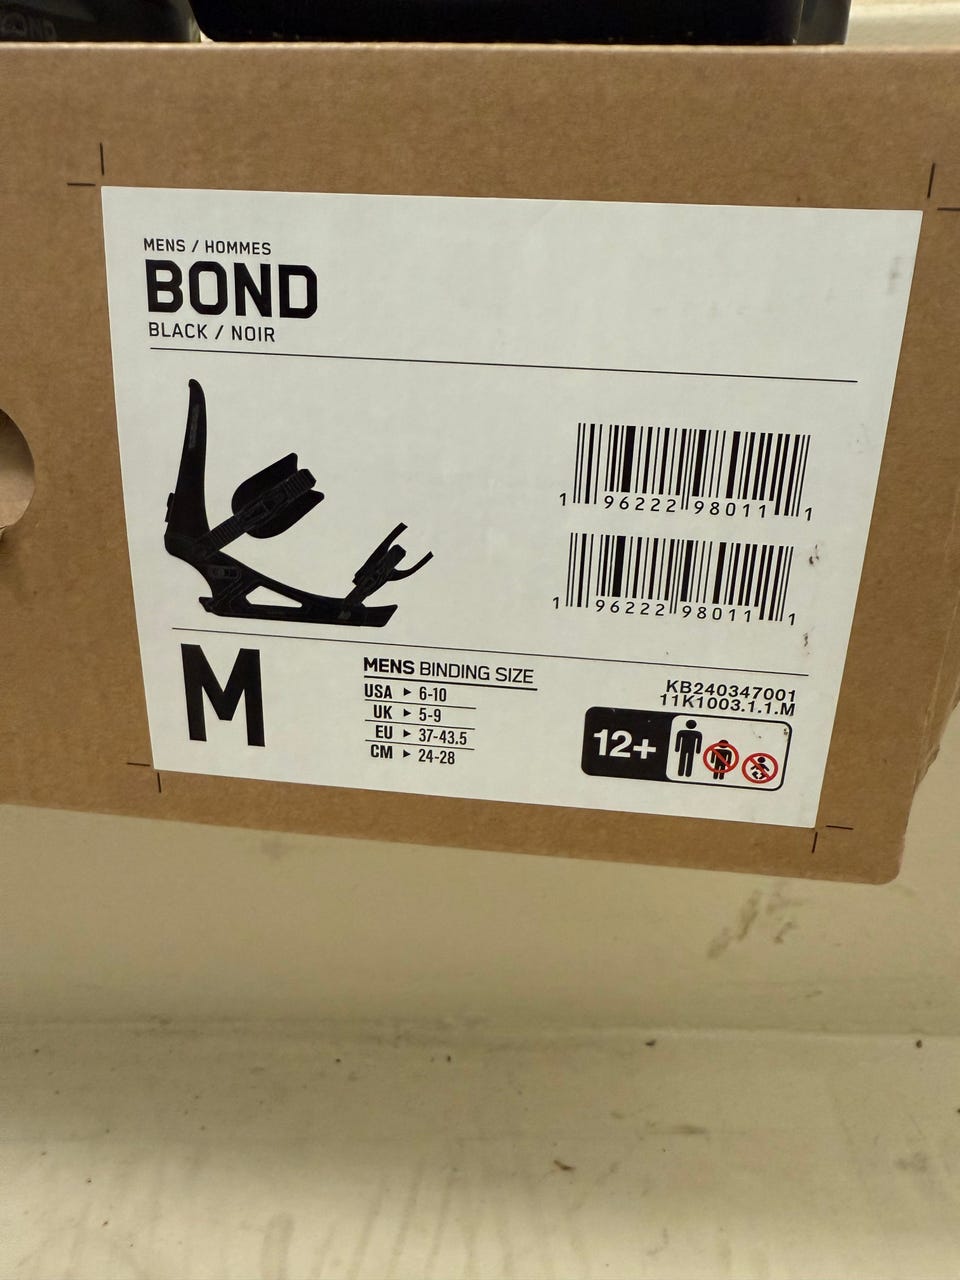 MENS / HOMMES
BOND
BLACK / NOIR
1 96222 98011 1
1 96222 98011 1
M
MENS BINDING SIZE
USA ▶ 6-10
UK ▶ 5-9
EU ▶ 37-43.5
CM ▶ 24-28
KB240347001
11K1003.1.1.M
12+